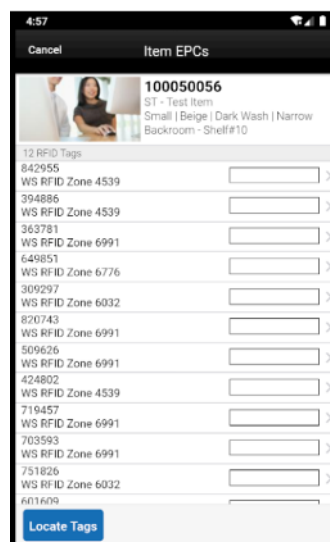 4:57
Cancel
Item EPCs
100050056
ST - Test Item
Small | Beige | Dark Wash | Narrow
Backroom - Shelf#10
12 RFID Tags
842955
WS RFID Zone 4539
394886
WS RFID Zone 4539
363781
WS RFID Zone 6991
649851
WS RFID Zone 6776
309297
WS RFID Zone 6032
820743
WS RFID Zone 6991
509626
WS RFID Zone 6991
424802
WS RFID Zone 4539
719457
WS RFID Zone 6991
703593
WS RFID Zone 6991
751826
WS RFID Zone 6032
601609
Locate Tags